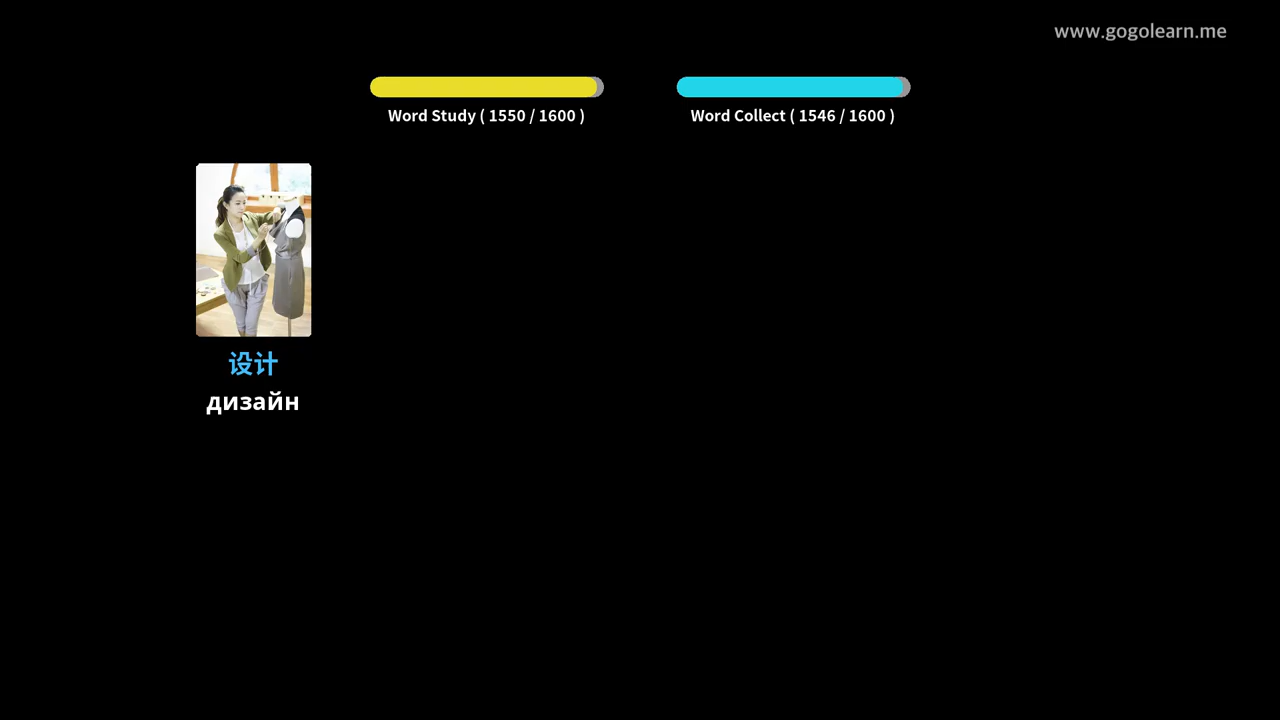 www.gogolearn.me
Word Study ( 1550 / 1600 )
Word Collect ( 1546 / 1600 )
设计
дизайн